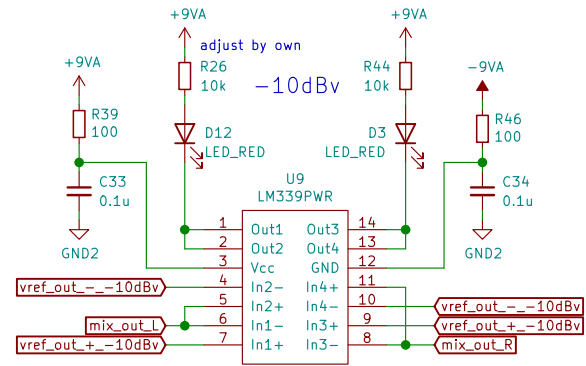 +9VA
+9VA
adjust by own
+9VA
R26
10k
-10dBv
R44
10k
-9VA
R39
100
R46
100
D12
LED_RED
D3
LED_RED
C33
0.1u
C34
0.1u
U9
LM339PWR
GND2
GND2
1 Out1 Out3 14
2 Out2 Out4 13
3 Vcc GND 12
4 In2- In4+ 11
5 In2+ In4- 10
6 In1- In3+ 9
7 In1+ In3- 8
vref_out_-_-10dBv
mix_out_L
vref_out_+_-10dBv
vref_out_-_-10dBv
vref_out_+_-10dBv
mix_out_R